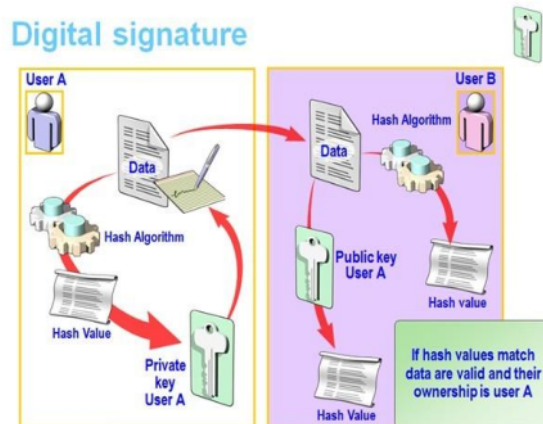 Digital signature
User A
Data
Hash Algorithm
Hash Value
Private
key
User A
User B
Hash Algorithm
Data
Public key
User A
Hash value
Hash Value
If hash values match
data are valid and their
ownership is user A